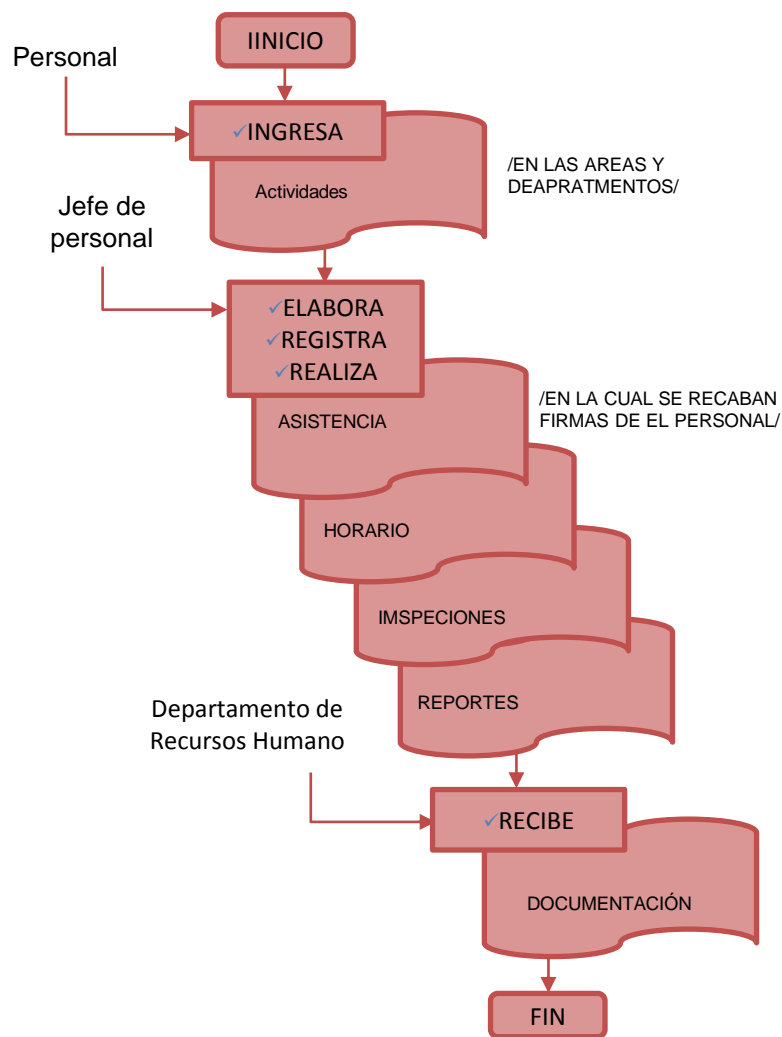 IINICIO
Personal
✓INGRESA
Actividades
/EN LAS AREAS Y
DEAPRATMENTOS/
Jefe de
personal
✓ELABORA
✓REGISTRA
✓REALIZA
ASISTENCIA
/EN LA CUAL SE RECABAN
FIRMAS DE EL PERSONAL/
HORARIO
IMSPECIONES
REPORTES
Departamento de
Recursos Humano
✓RECIBE
DOCUMENTACIÓN
FIN